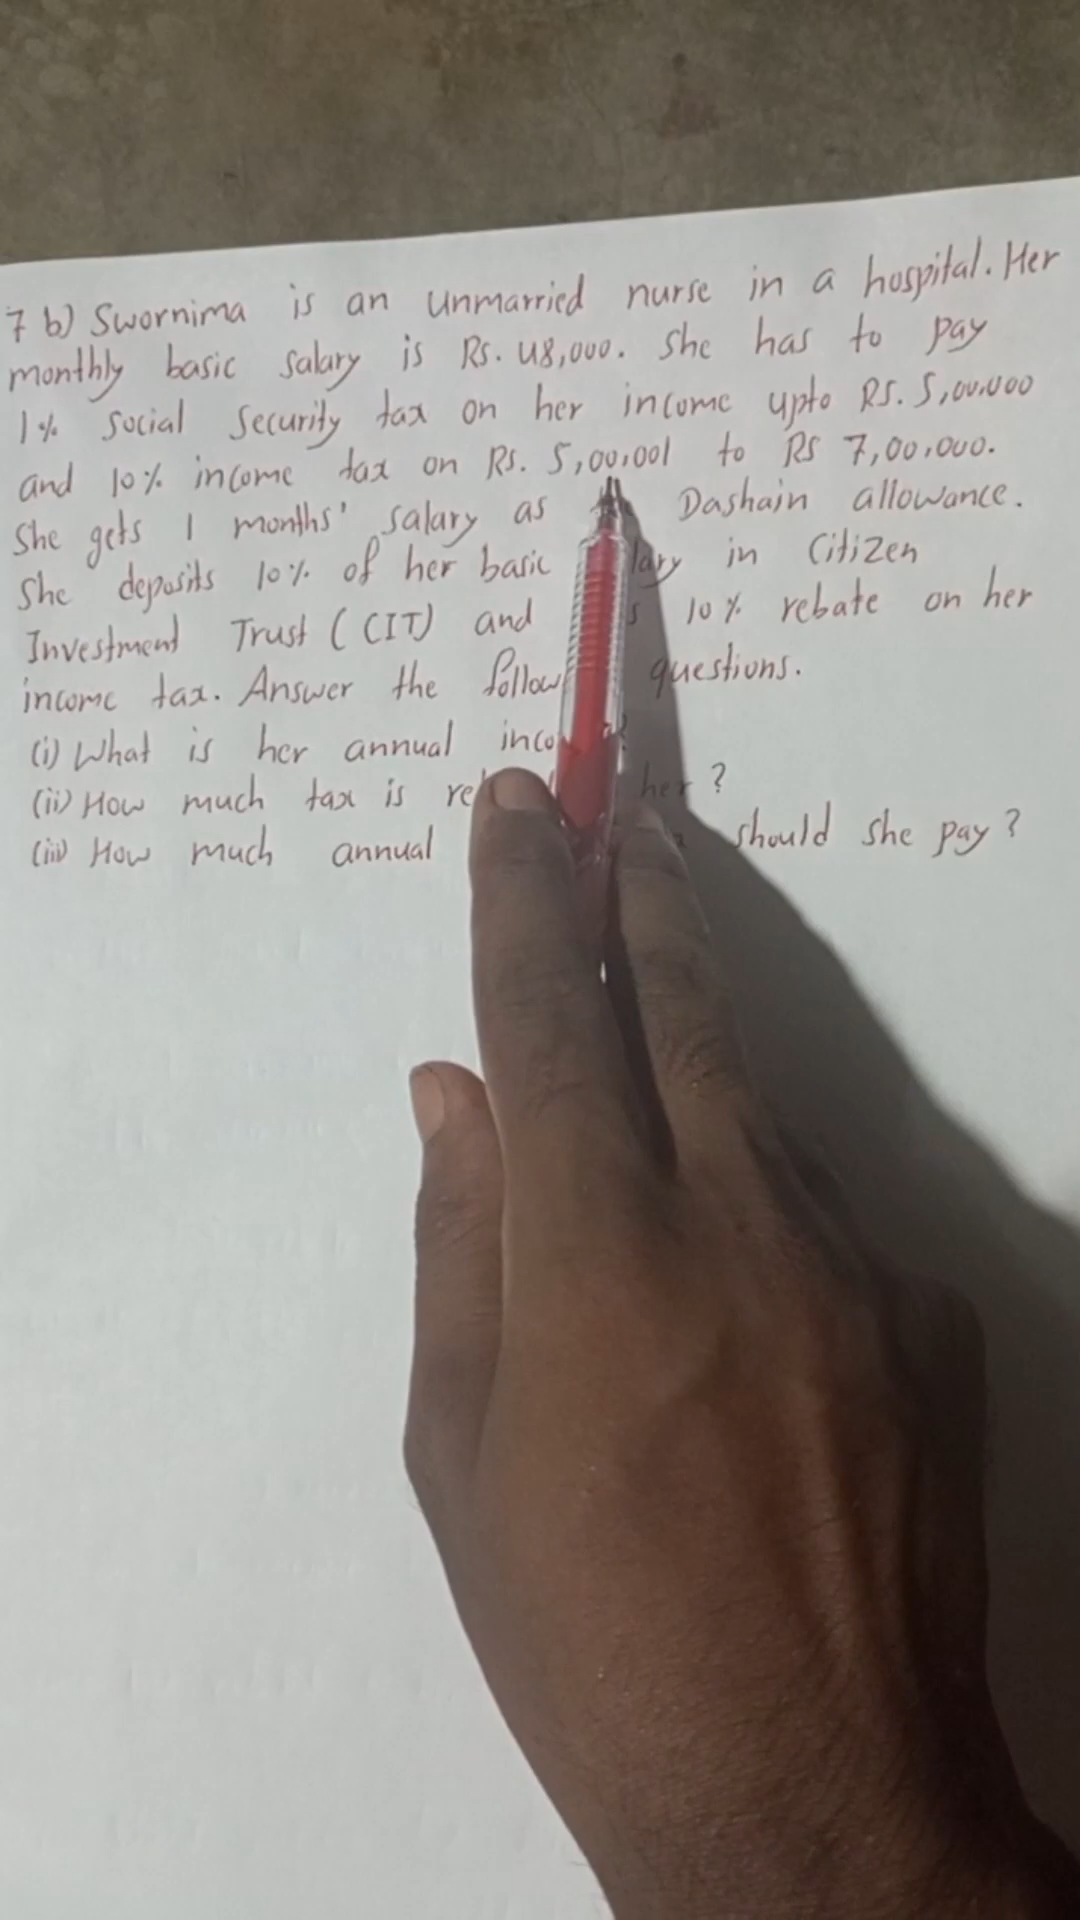 7 b) Swornima is an unmarried nurse in a hospital. Her
monthly basic salary is Rs. 48,000. She has to pay
1% social security tax on her income upto Rs. 5,00,000
and 10% income tax on Rs. 5,00,001 to Rs 7,00,000.
She gets 1 months' salary as Dashain allowance.
She deposits 10% of her basic in Citizen
Investment Trust (CIT) and 10% rebate on her
income tax. Answer the questions.
(i) What is her annual
(ii) How much tax is her?
(iii) How much annual should she pay?